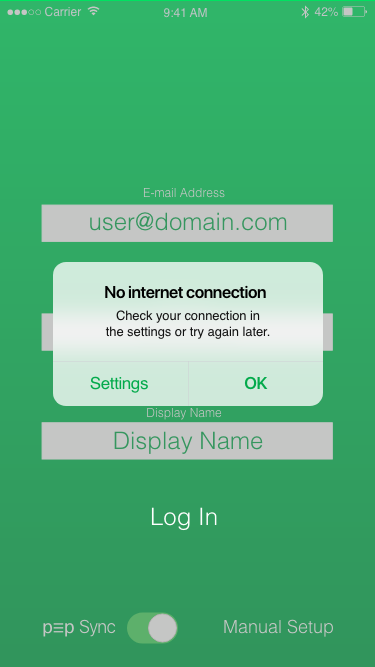 Carrier 9:41 AM 42%
E-mail Address
user@domain.com
No internet connection
Check your connection in
the settings or try again later.
Settings OK
Display Name
Display Name
Log In
p≡p Sync Manual Setup